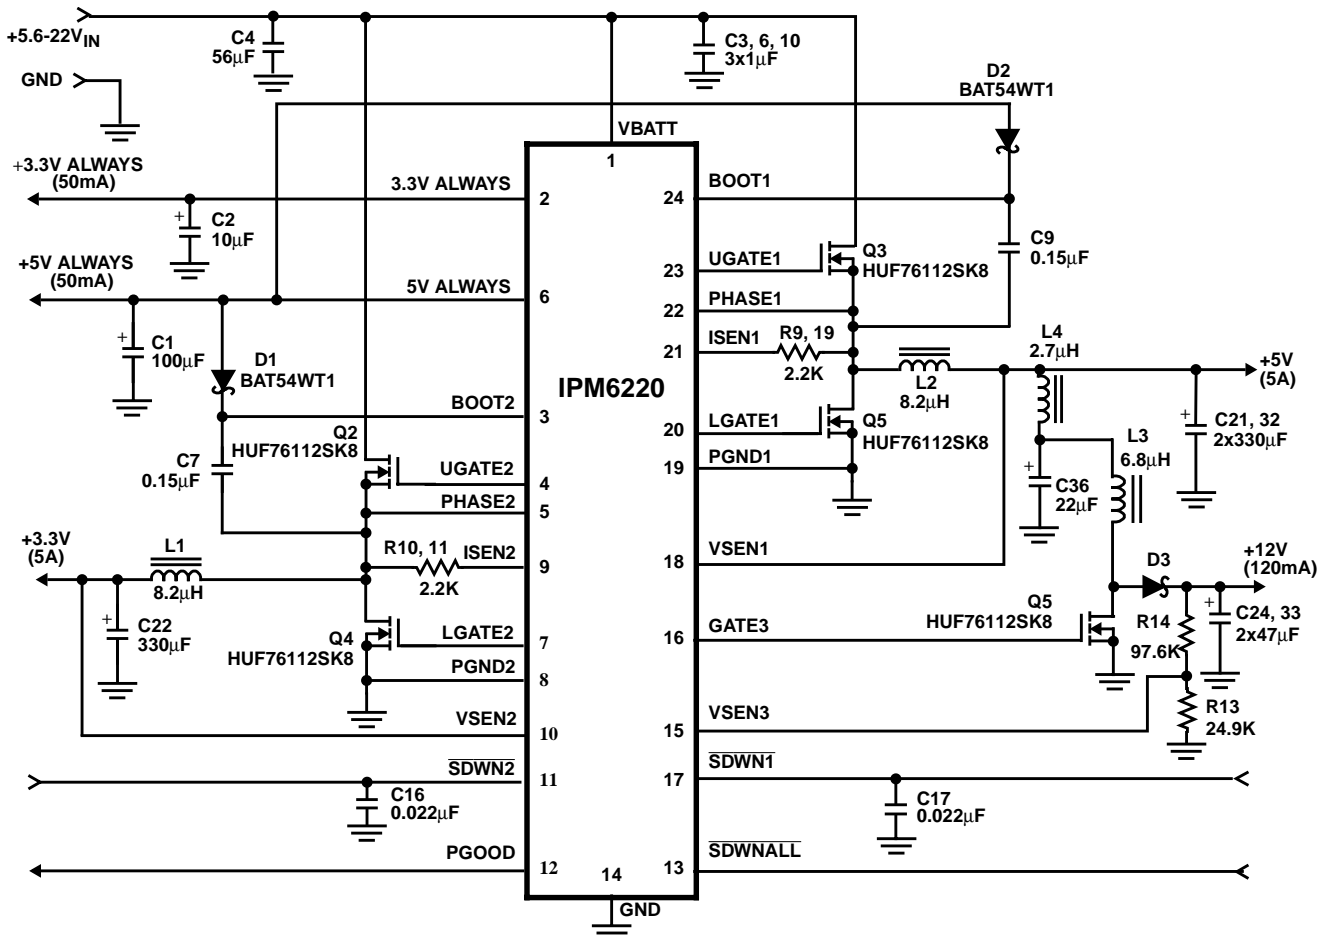 +5.6-22VIN
C4
56μF
C3, 6, 10
3x1μF
GND
D2
BAT54WT1
VBATT
1
+3.3V ALWAYS
(50mA)
3.3V ALWAYS
2
24
BOOT1
C2
10μF
C9
0.15μF
+5V ALWAYS
(50mA)
5V ALWAYS
6
UGATE1
23
Q3
HUF76112SK8
PHASE1
22
C1
100μF
ISEN1
21
R9, 19
2.2K
L4
2.7μH
+5V
(5A)
D1
BAT54WT1
IPM6220
L2
8.2μH
BOOT2
3
LGATE1
20
Q5
HUF76112SK8
C21, 32
2x330μF
Q2
HUF76112SK8
PGND1
19
L3
6.8μH
C7
0.15μF
UGATE2
4
C36
22μF
PHASE2
5
+3.3V
(5A)
L1
8.2μH
R10, 11
2.2K
ISEN2
9
VSEN1
18
D3
+12V
(120mA)
C22
330μF
Q4
HUF76112SK8
LGATE2
7
GATE3
16
Q5
HUF76112SK8
R14
97.6K
C24, 33
2x47μF
PGND2
8
VSEN2
10
VSEN3
15
R13
24.9K
SDWN2
11
SDWN1
17
C16
0.022μF
C17
0.022μF
PGOOD
12
SDWNALL
13
14
GND
+
+
+
+
+
+